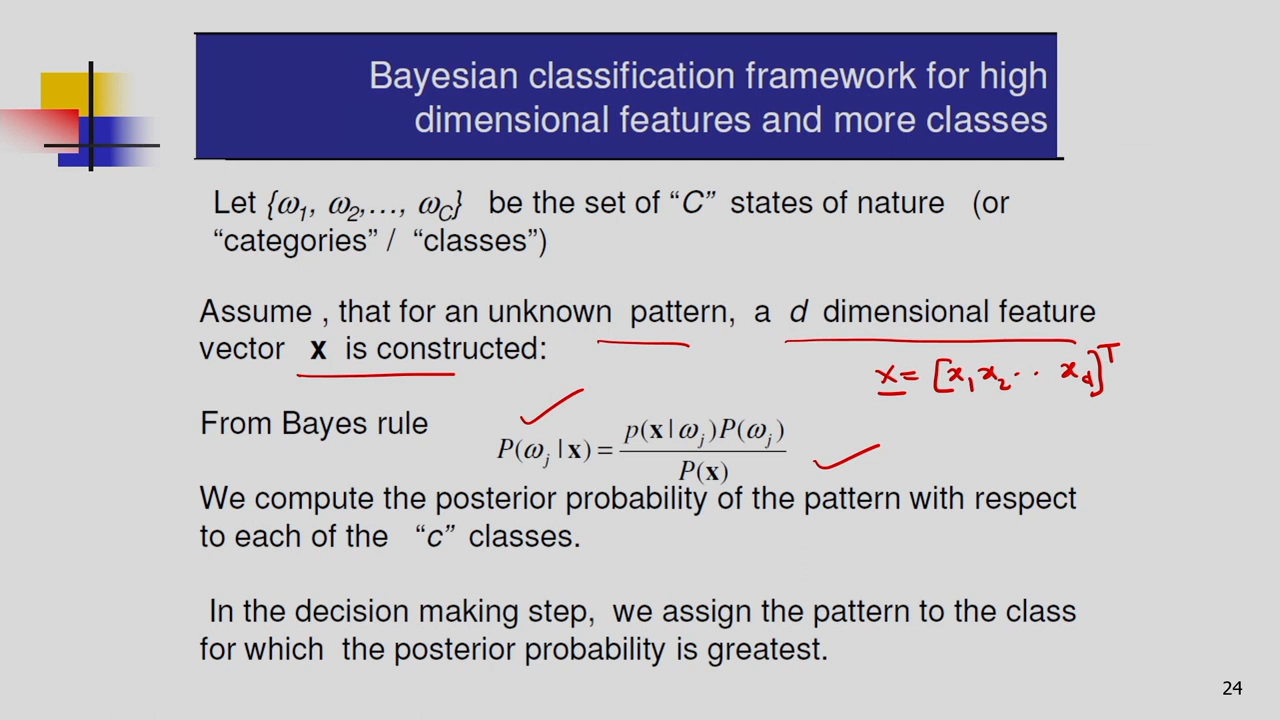 Bayesian classification framework for high
dimensional features and more classes
Let {ω1, ω2,…, ωC} be the set of “C” states of nature (or
“categories” / “classes”)
Assume , that for an unknown pattern, a d dimensional feature
vector x is constructed:
x = [x1 x2 .. xd]^T
From Bayes rule
P(ωj | x) = p(x | ωj)P(ωj) / P(x)
We compute the posterior probability of the pattern with respect
to each of the “c” classes.
In the decision making step, we assign the pattern to the class
for which the posterior probability is greatest.
24